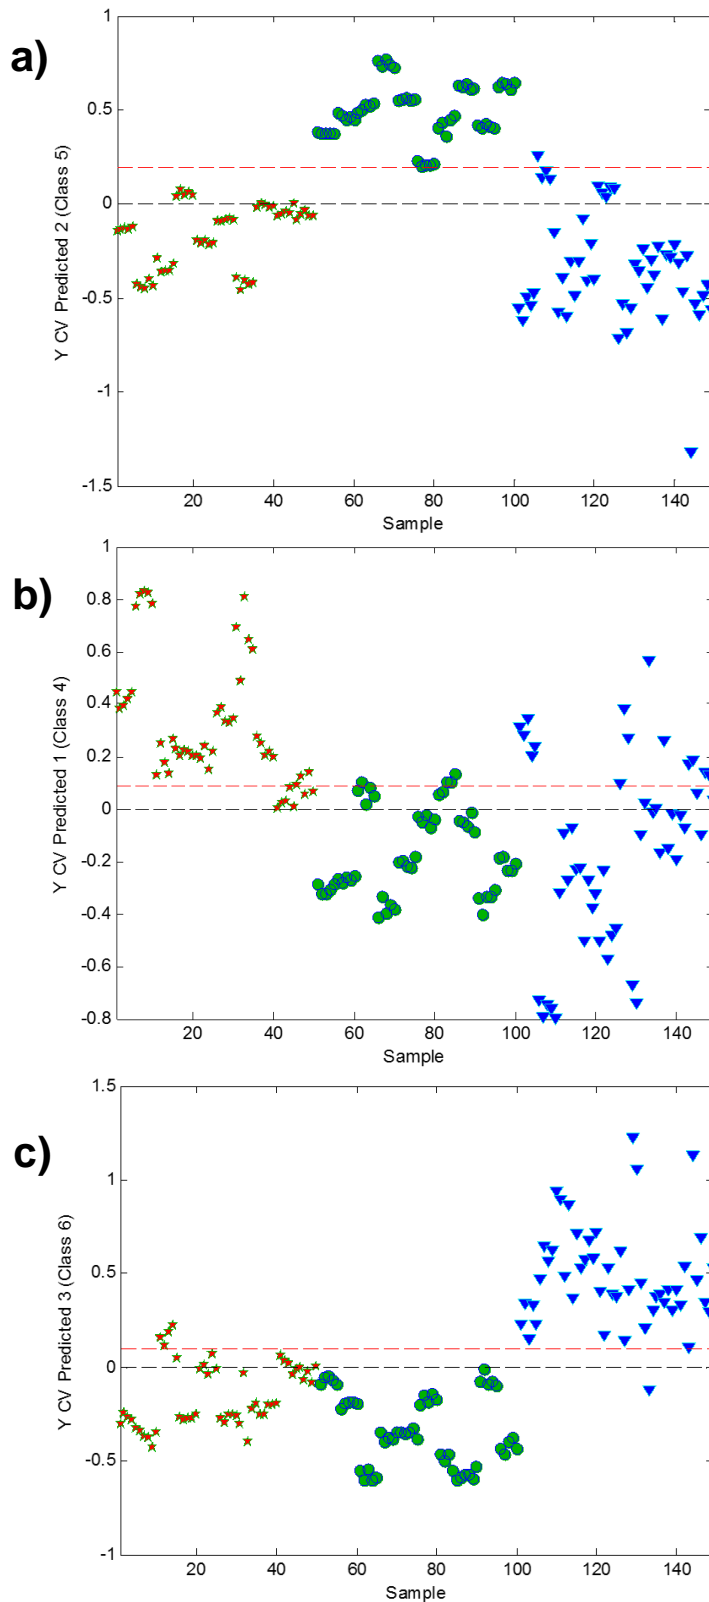 a)
Y CV Predicted 2 (Class 5)
1
0.5
0
-0.5
-1
-1.5
20 40 60 80 100 120 140
Sample
b)
Y CV Predicted 1 (Class 4)
1
0.8
0.6
0.4
0.2
0
-0.2
-0.4
-0.6
-0.8
20 40 60 80 100 120 140
Sample
c)
Y CV Predicted 3 (Class 6)
1.5
1
0.5
0
-0.5
-1
20 40 60 80 100 120 140
Sample